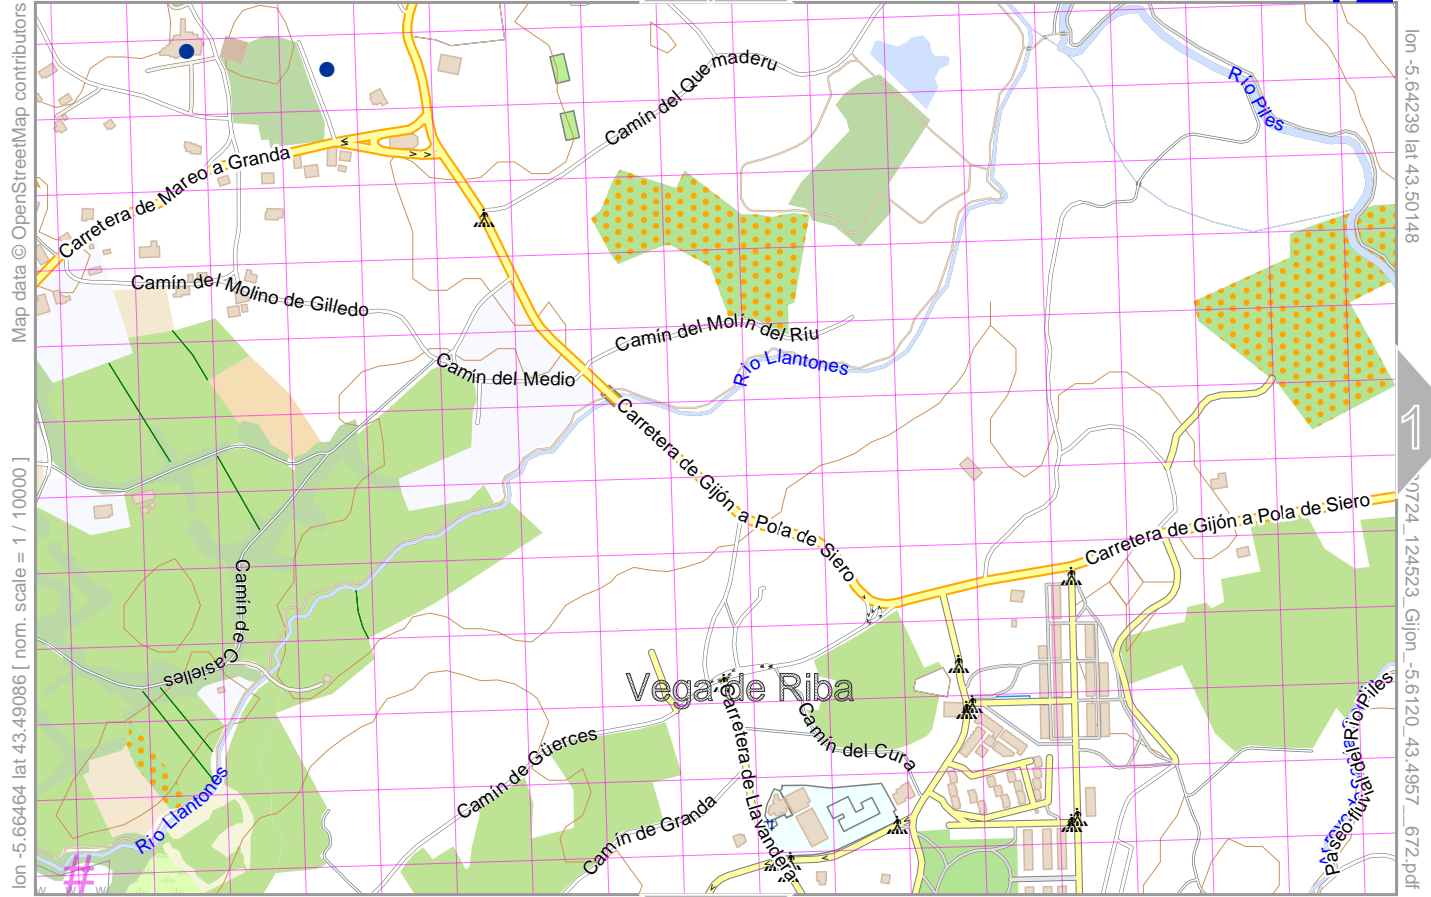 Map data © OpenStreetMap contributors
lon -5.66464 lat 43.49086 [ nom. scale = 1 / 10000 ]
lon -5.64239 lat 43.50148
0724_124523_Gijon_-5.6120_43.4957__672.pdf
1
Camín del Que maderu
Río Piles
Carretera de Mareo a Granda
Camín del Molino de Gilledo
Camín del Molín del Ríu
Río Llantones
Camín del Medio
Carretera de Gijón a Pola de Siero
Carretera de Gijón a Pola de Siero
Camín de Casielles
Vega de Riba
Camín de Güerces
Camín del Cura
Carretera de Llavandera
Camín de Granda
Río Llantones
Paseo fluvial del Río Piles
#
w w w